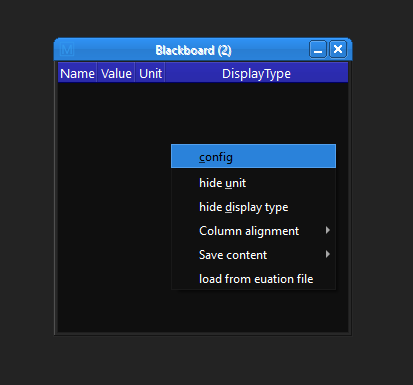 Blackboard (2)
Name Value Unit DisplayType
config
hide unit
hide display type
Column alignment
Save content
load from euation file